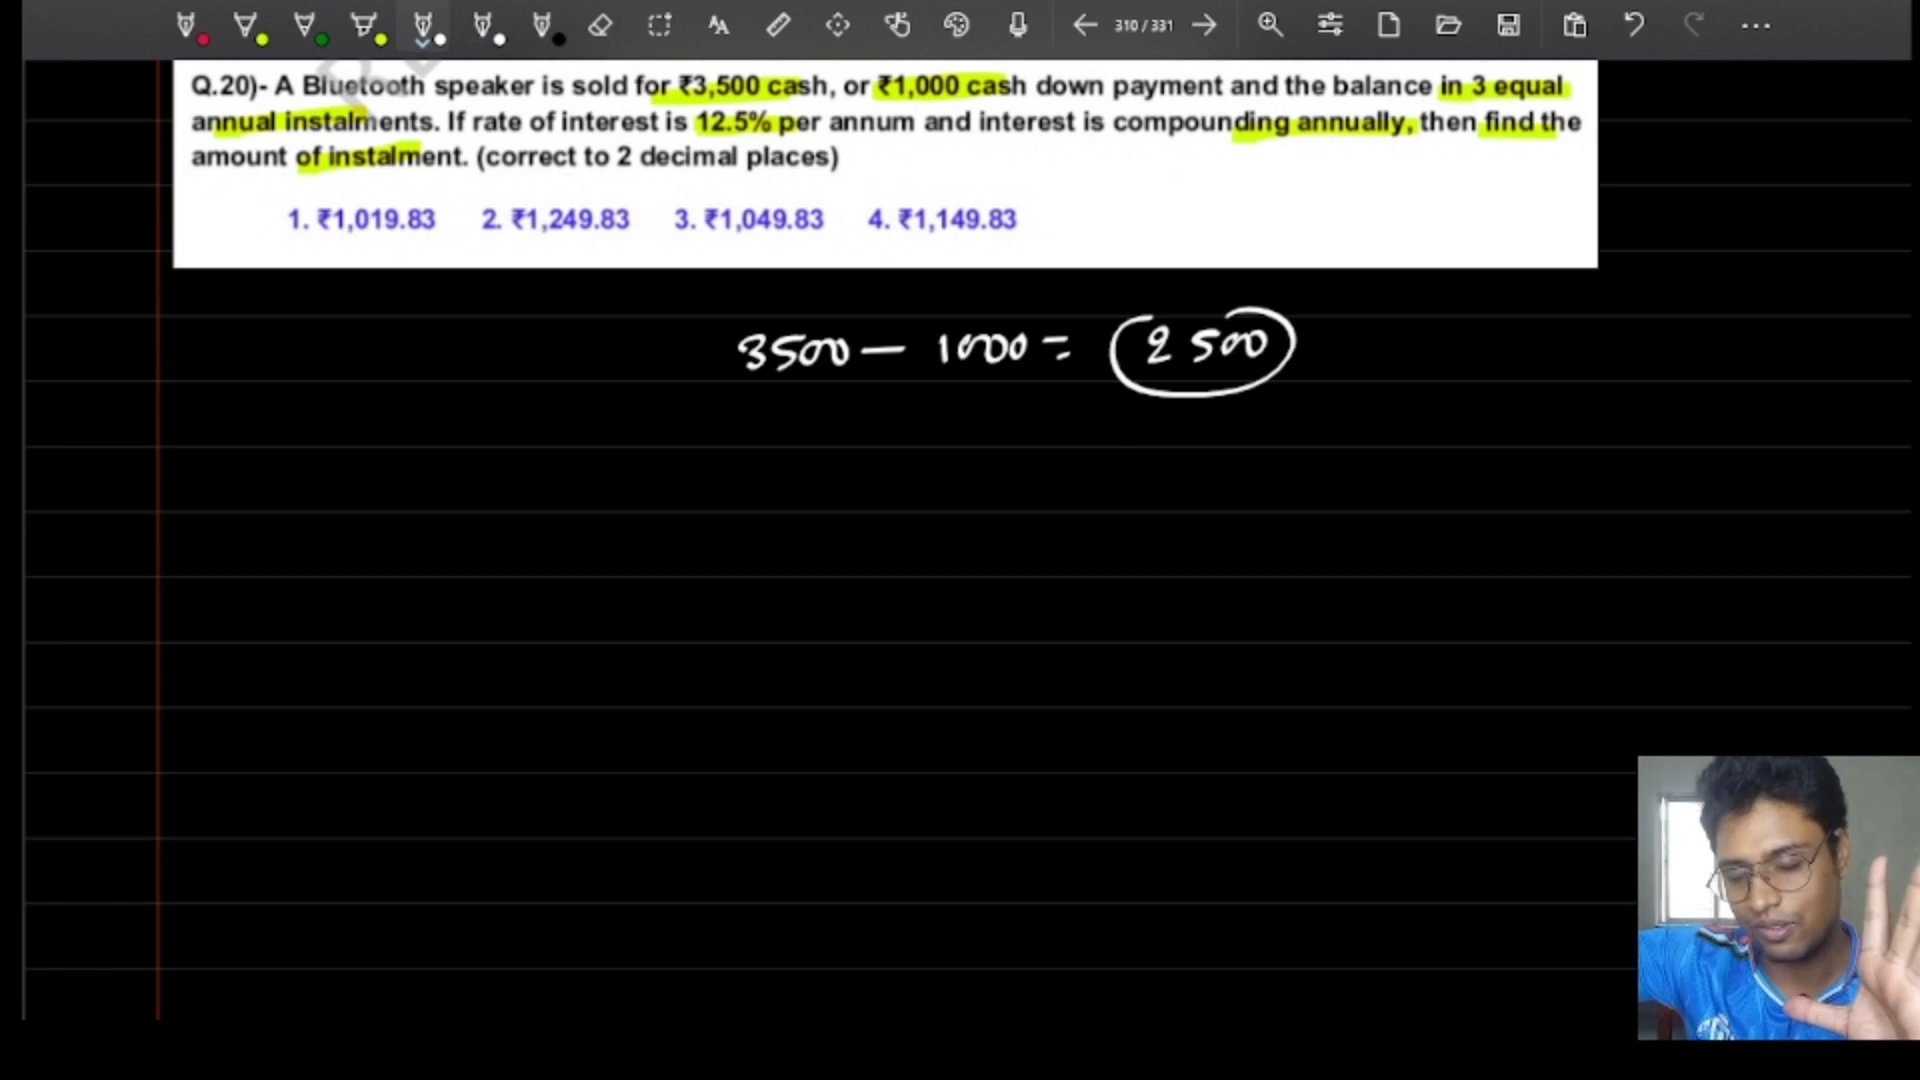 310 / 331
Q.20)- A Bluetooth speaker is sold for ₹3,500 cash, or ₹1,000 cash down payment and the balance in 3 equal
annual instalments. If rate of interest is 12.5% per annum and interest is compounding annually, then find the
amount of instalment. (correct to 2 decimal places)
1. ₹1,019.83 2. ₹1,249.83 3. ₹1,049.83 4. ₹1,149.83
3500 — 1000 = 2500